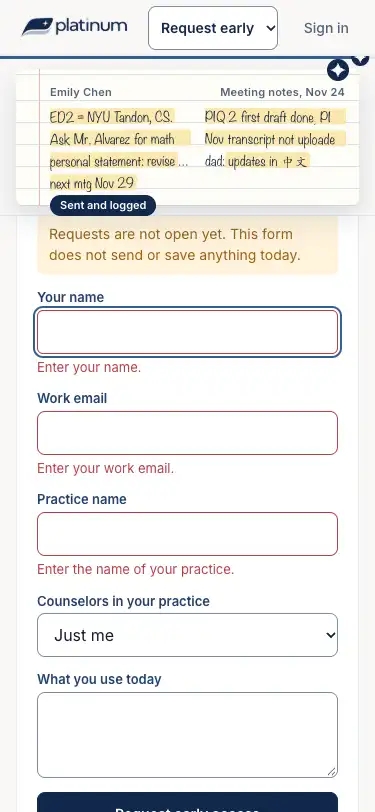 platinum
Request early
Sign in
Emily Chen
Meeting notes, Nov 24
ED2 = NYU Tandon, CS.
Ask Mr. Alvarez for math
personal statement: revise ...
next mtg Nov 29
PIQ 2 first draft done, PI
Nov transcript not uploade
dad: updates in 中文
Sent and logged
Requests are not open yet. This form
does not send or save anything today.
Your name
Enter your name.
Work email
Enter your work email.
Practice name
Enter the name of your practice.
Counselors in your practice
Just me
What you use today
Request early access